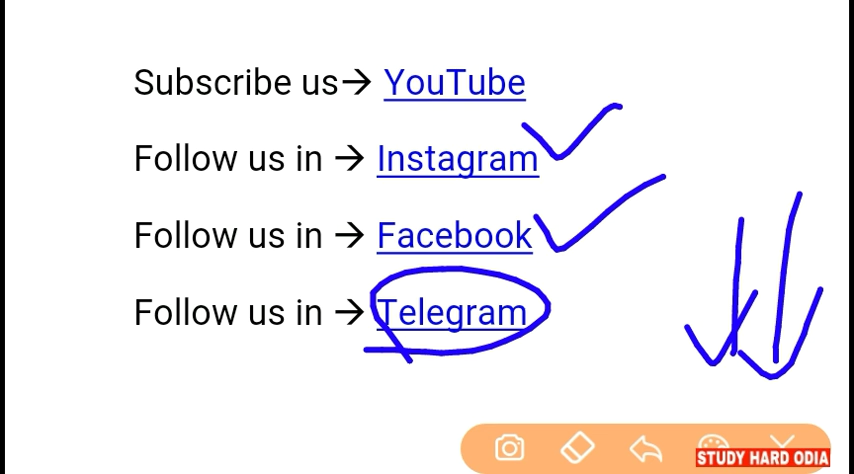 Subscribe us→ YouTube
Follow us in → Instagram
Follow us in → Facebook
Follow us in → Telegram
STUDY HARD ODIA